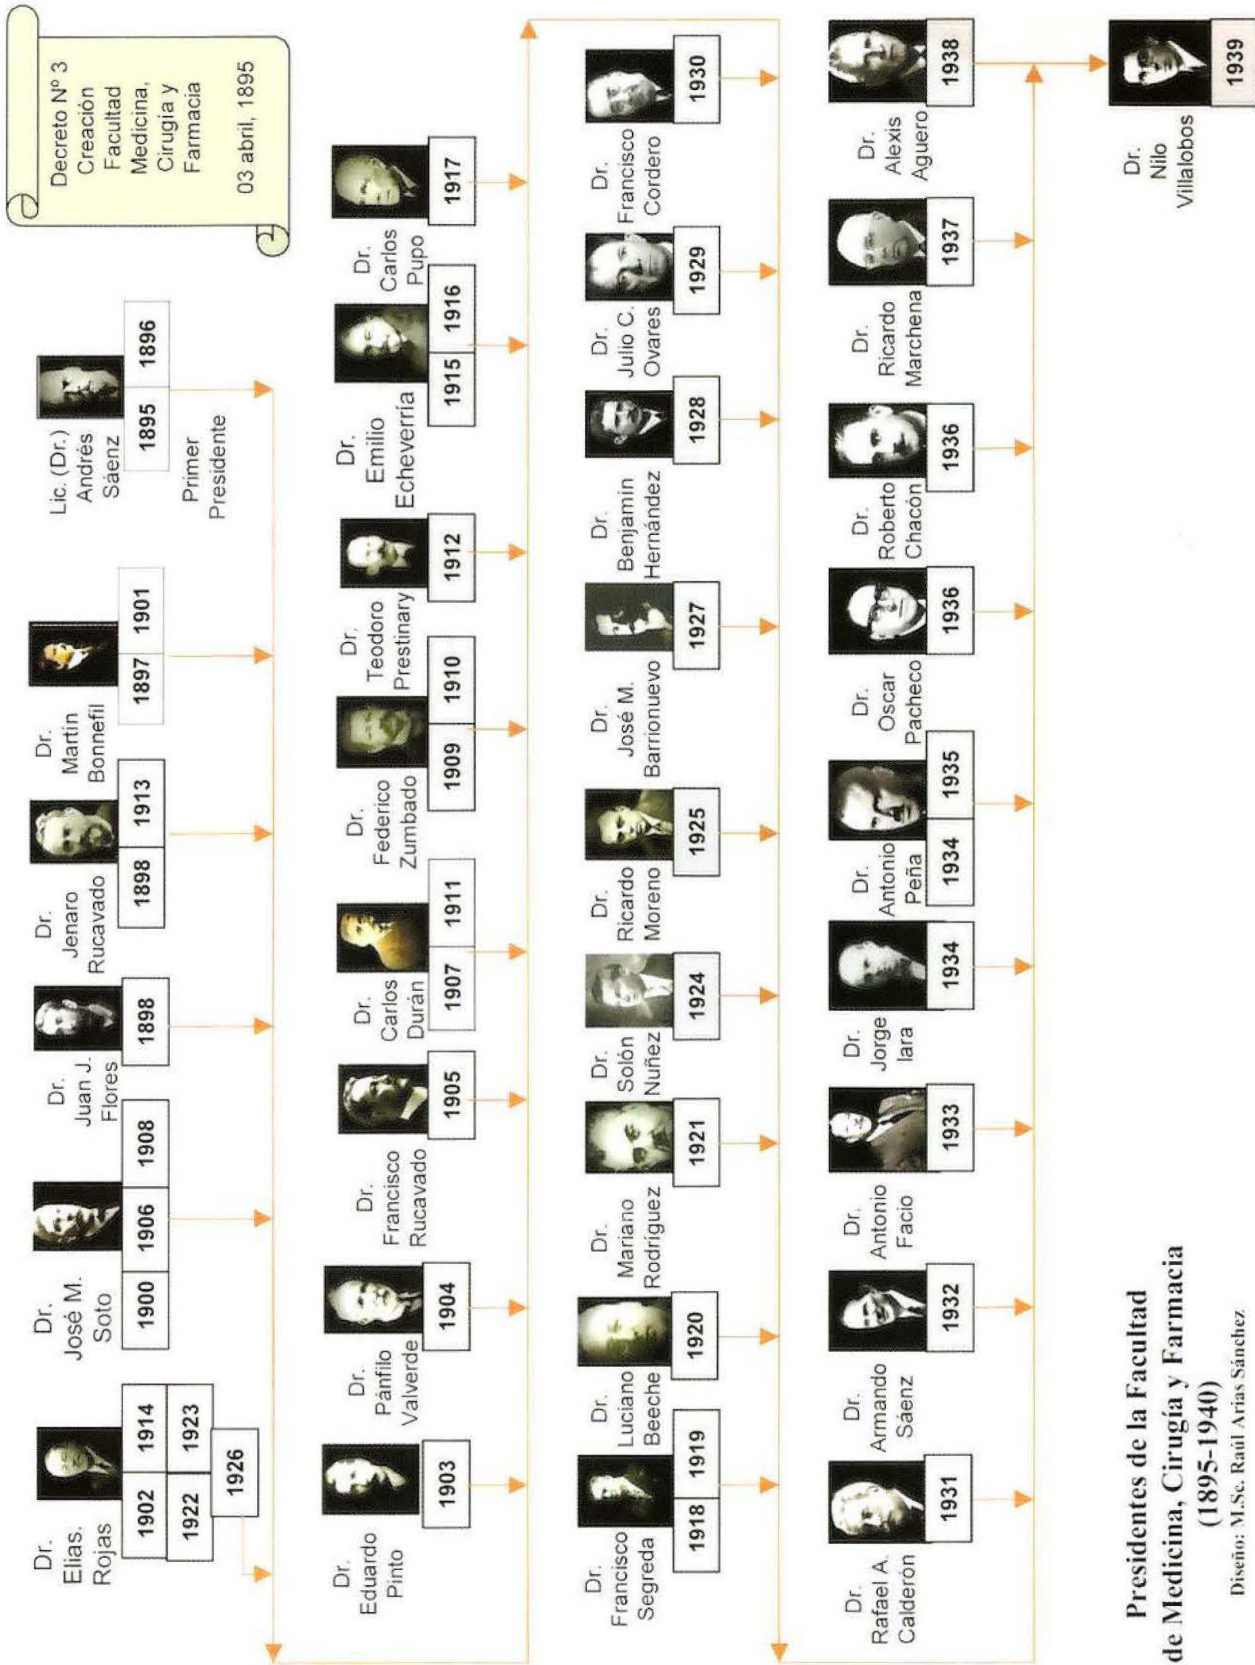 Dr.
Elias.
Rojas
1902 1914
1922 1923
1926
Dr.
José M.
Soto
1900 1906 1908
Dr.
Juan J.
Flores
1898
Dr.
Jenaro
Rucavado
1898 1913
Dr.
Martin
Bonnefil
1897 1901
Lic. (Dr.)
Andrés
Sáenz
1895 1896
Primer
Presidente
Decreto Nº 3
Creación
Facultad
Medicina,
Cirugía y
Farmacia
03 abril, 1895
Dr.
Eduardo
Pinto
1903
Dr.
Pánfilo
Valverde
1904
Dr.
Francisco
Rucavado
1905
Dr.
Carlos
Durán
1907 1911
Dr.
Federico
Zumbado
1909 1910
Dr.
Teodoro
Prestinary
1912
Dr.
Emilio
Echeverría
1915 1916
Dr.
Carlos
Pupo
1917
Dr.
Francisco
Segreda
1918 1919
Dr.
Luciano
Beeche
1920
Dr.
Mariano
Rodríguez
1921
Dr.
Solón
Nuñez
1924
Dr.
Ricardo
Moreno
1925
Dr.
José M.
Barrionuevo
1927
Dr.
Benjamin
Hernández
1928
Dr.
Julio C.
Ovares
1929
Dr.
Francisco
Cordero
1930
Dr.
Rafael A.
Calderón
1931
Dr.
Armando
Sáenz
1932
Dr.
Antonio
Facio
1933
Dr.
Jorge
lara
1934
Dr.
Antonio
Peña
1934 1935
Dr.
Oscar
Pacheco
1936
Dr.
Roberto
Chacón
1936
Dr.
Ricardo
Marchena
1937
Dr.
Alexis
Aguero
1938
Dr.
Nilo
Villalobos
1939
Presidentes de la Facultad
de Medicina, Cirugía y Farmacia
(1895-1940)
Diseño: M.Sc. Raúl Arias Sánchez